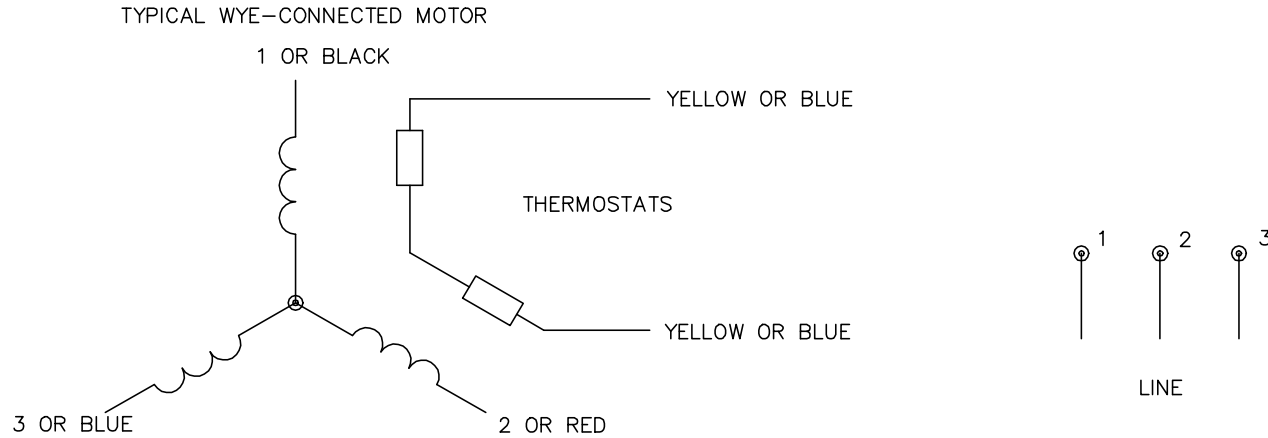 TYPICAL WYE-CONNECTED MOTOR
1 OR BLACK
YELLOW OR BLUE
THERMOSTATS
1 2 3
YELLOW OR BLUE
LINE
3 OR BLUE
2 OR RED